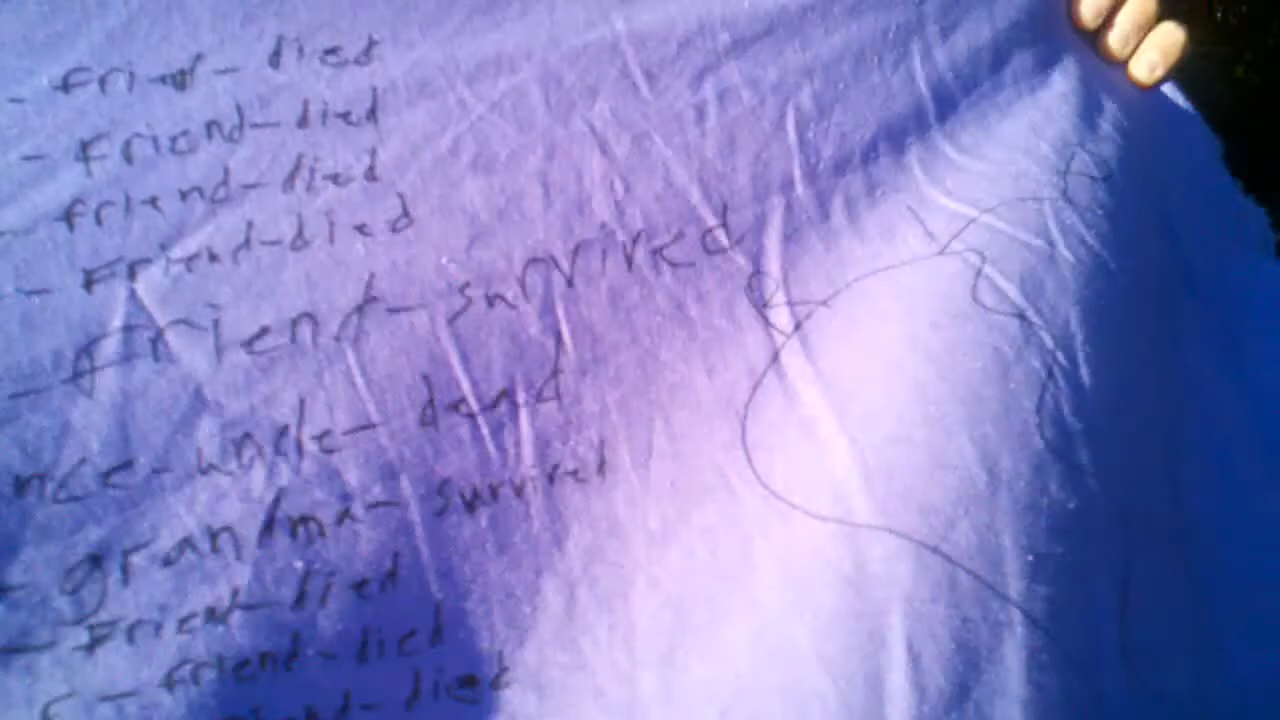 - friend - died
- Friend - died
- friend - died
- Friend - died
- friend - survived
nce - uncle - dead
- grandma - survived
- Friend - died
- friend - died
- died